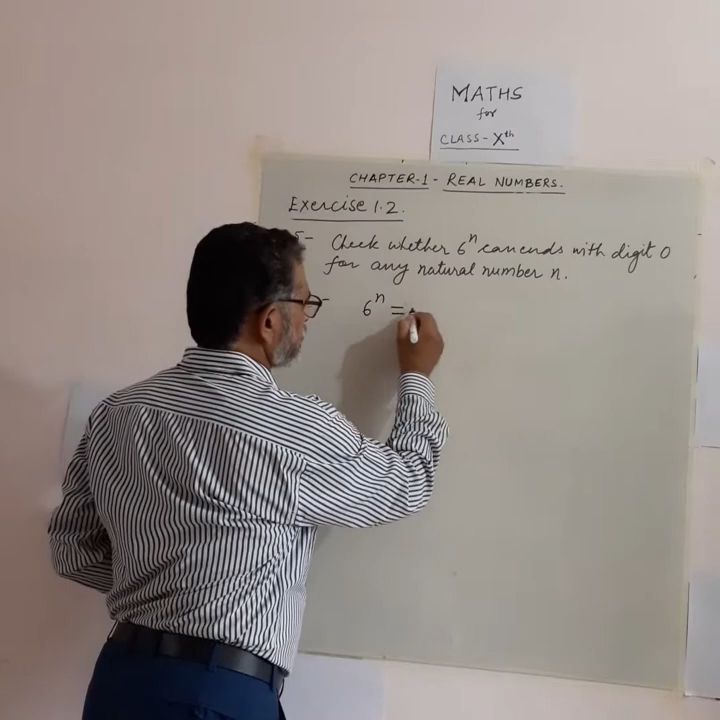 MATHS
for
CLASS - Xth
CHAPTER-1 - REAL NUMBERS.
Exercise 1.2.
5- Check whether 6ⁿ can ends with digit 0
for any natural number n.
6ⁿ =